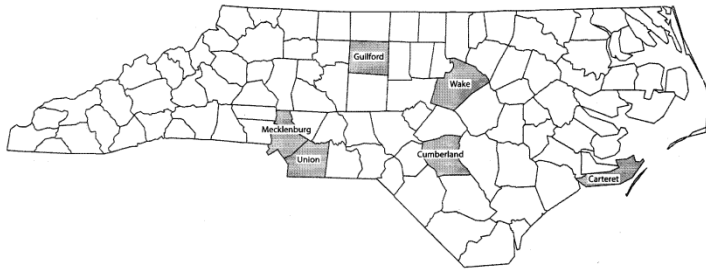 Guilford
Wake
Mecklenburg
Union
Cumberland
Carteret